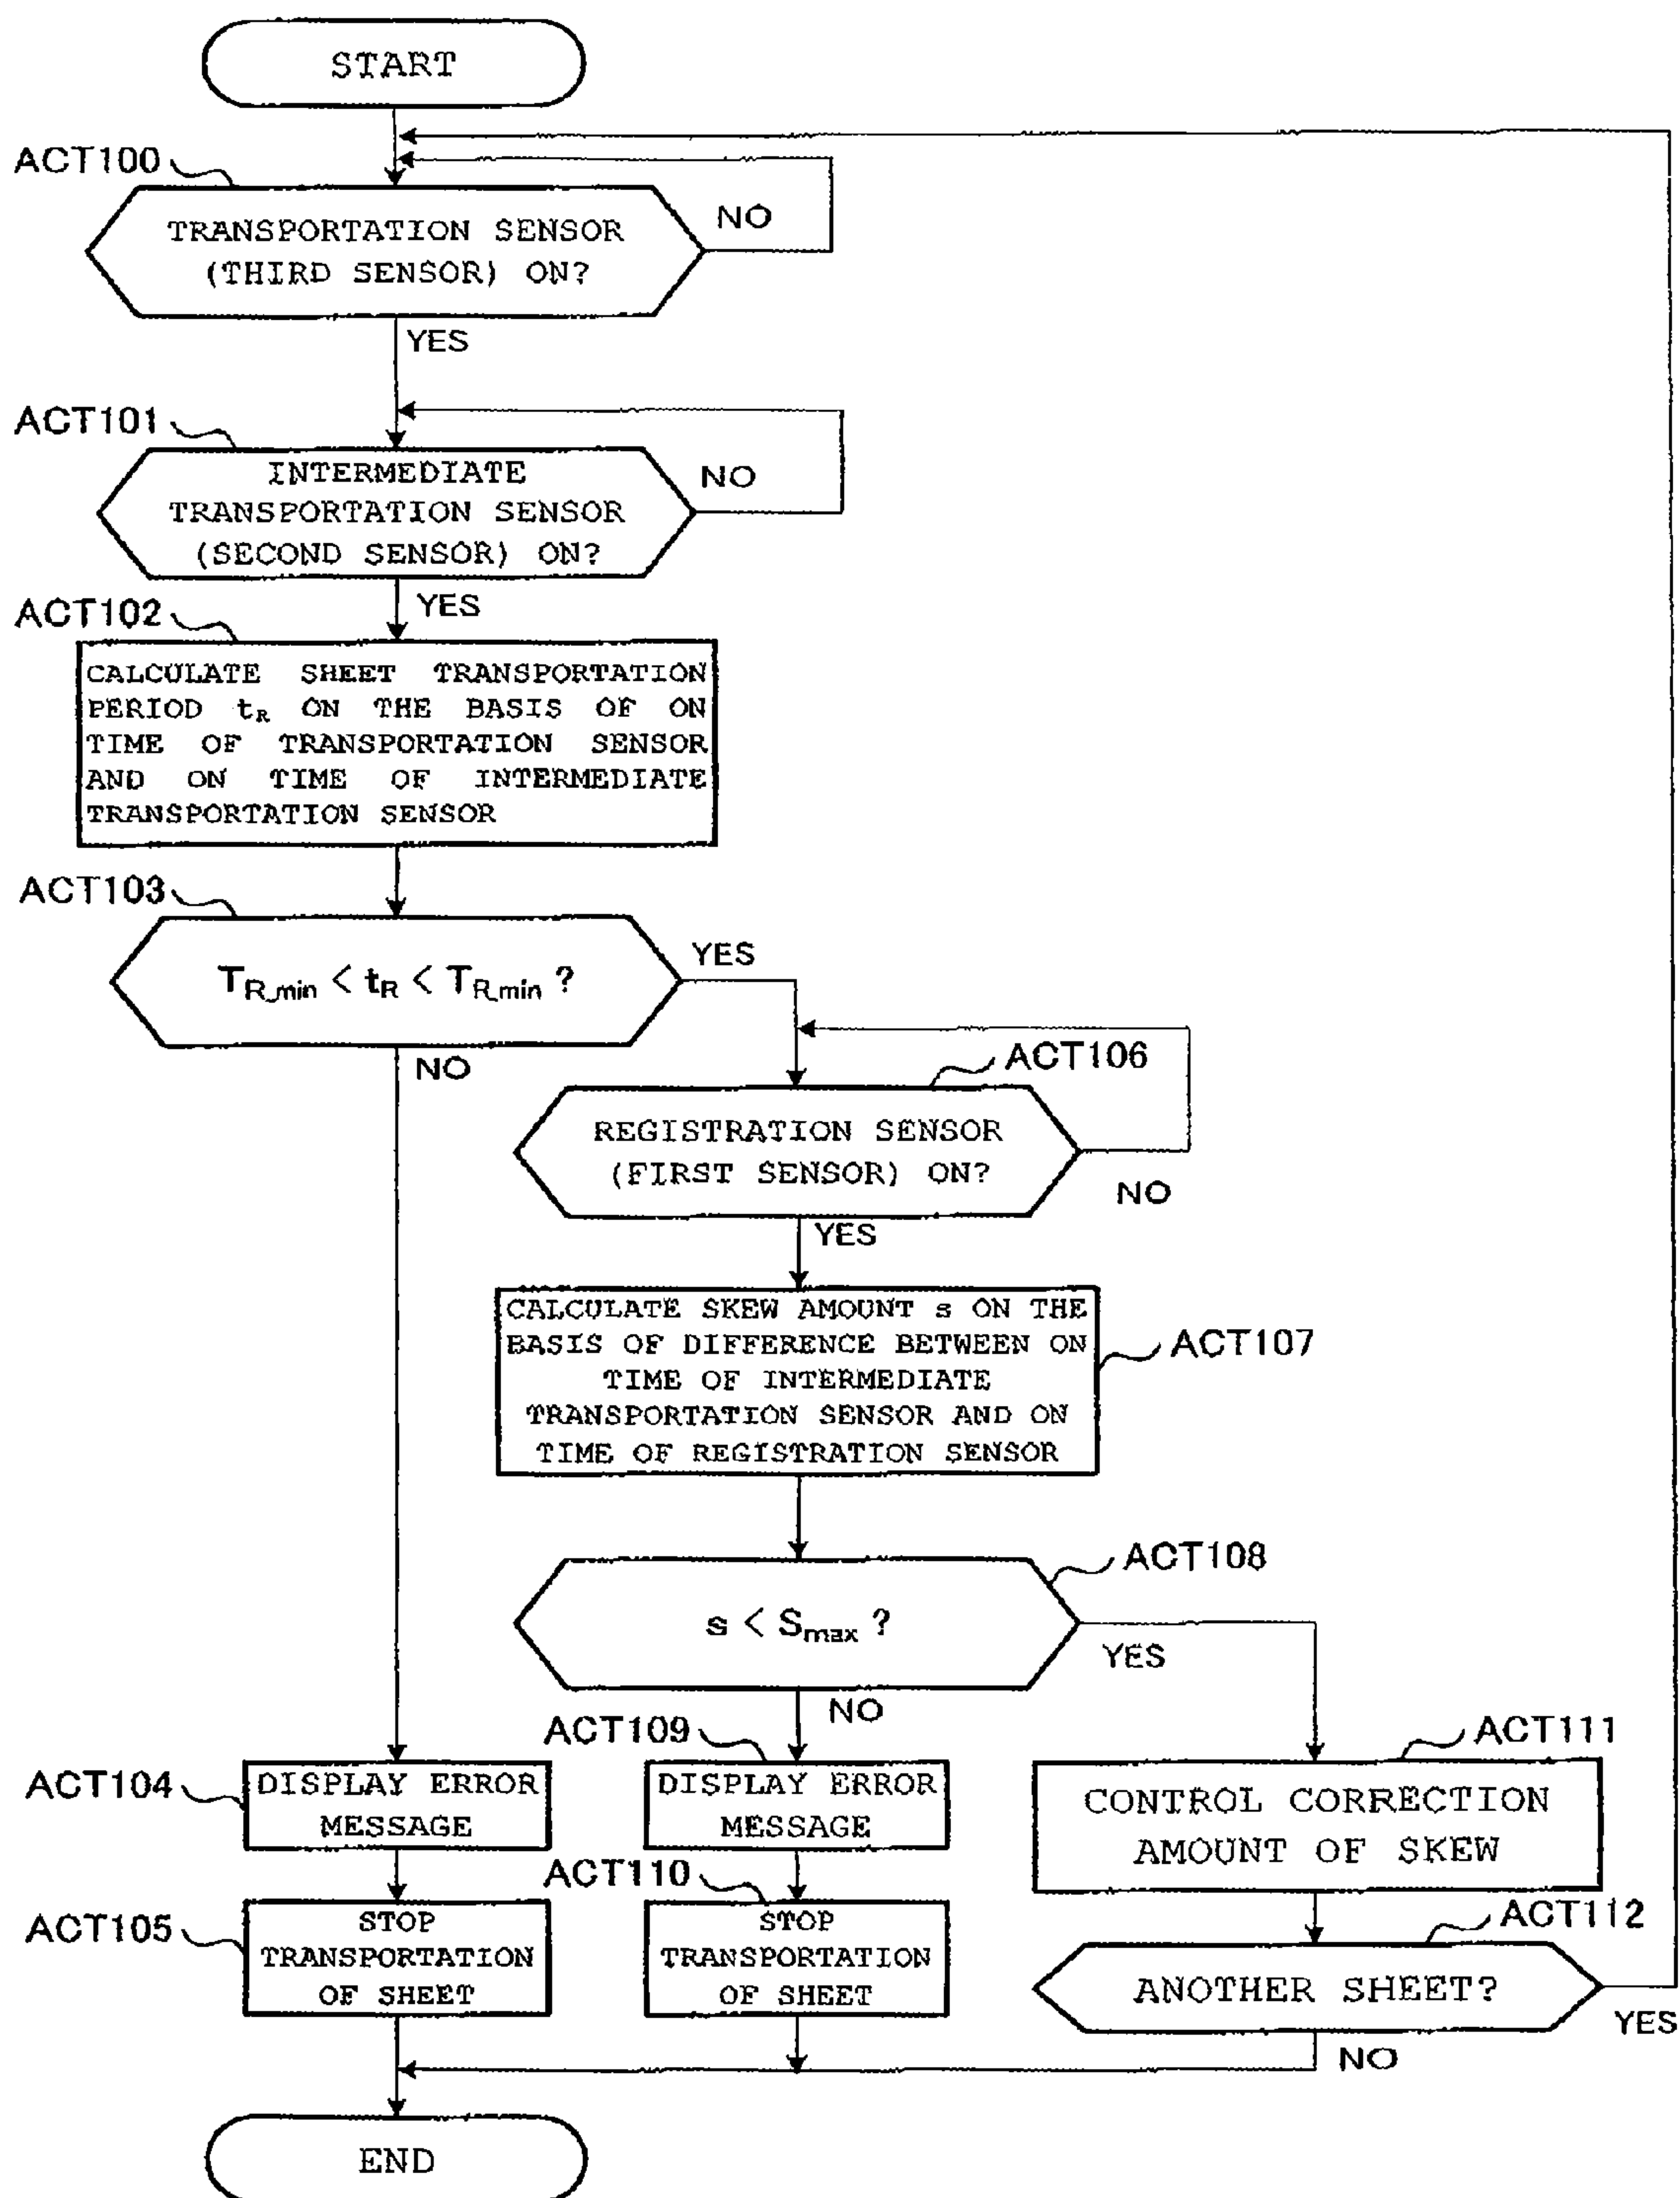 START
ACT100
TRANSPORTATION SENSOR
(THIRD SENSOR) ON?
NO
YES
ACT101
INTERMEDIATE
TRANSPORTATION SENSOR
(SECOND SENSOR) ON?
NO
YES
ACT102
CALCULATE SHEET TRANSPORTATION
PERIOD tR ON THE BASIS OF ON
TIME OF TRANSPORTATION SENSOR
AND ON TIME OF INTERMEDIATE
TRANSPORTATION SENSOR
ACT103
TR_min < tR < TR_min ?
YES
NO
ACT106
REGISTRATION SENSOR
(FIRST SENSOR) ON?
NO
YES
CALCULATE SKEW AMOUNT s ON THE
BASIS OF DIFFERENCE BETWEEN ON
TIME OF INTERMEDIATE
TRANSPORTATION SENSOR AND ON
TIME OF REGISTRATION SENSOR
ACT107
ACT108
s < Smax ?
YES
NO
ACT104
DISPLAY ERROR
MESSAGE
ACT109
DISPLAY ERROR
MESSAGE
ACT111
CONTROL CORRECTION
AMOUNT OF SKEW
ACT105
STOP
TRANSPORTATION
OF SHEET
ACT110
STOP
TRANSPORTATION
OF SHEET
ACT112
ANOTHER SHEET?
YES
NO
END